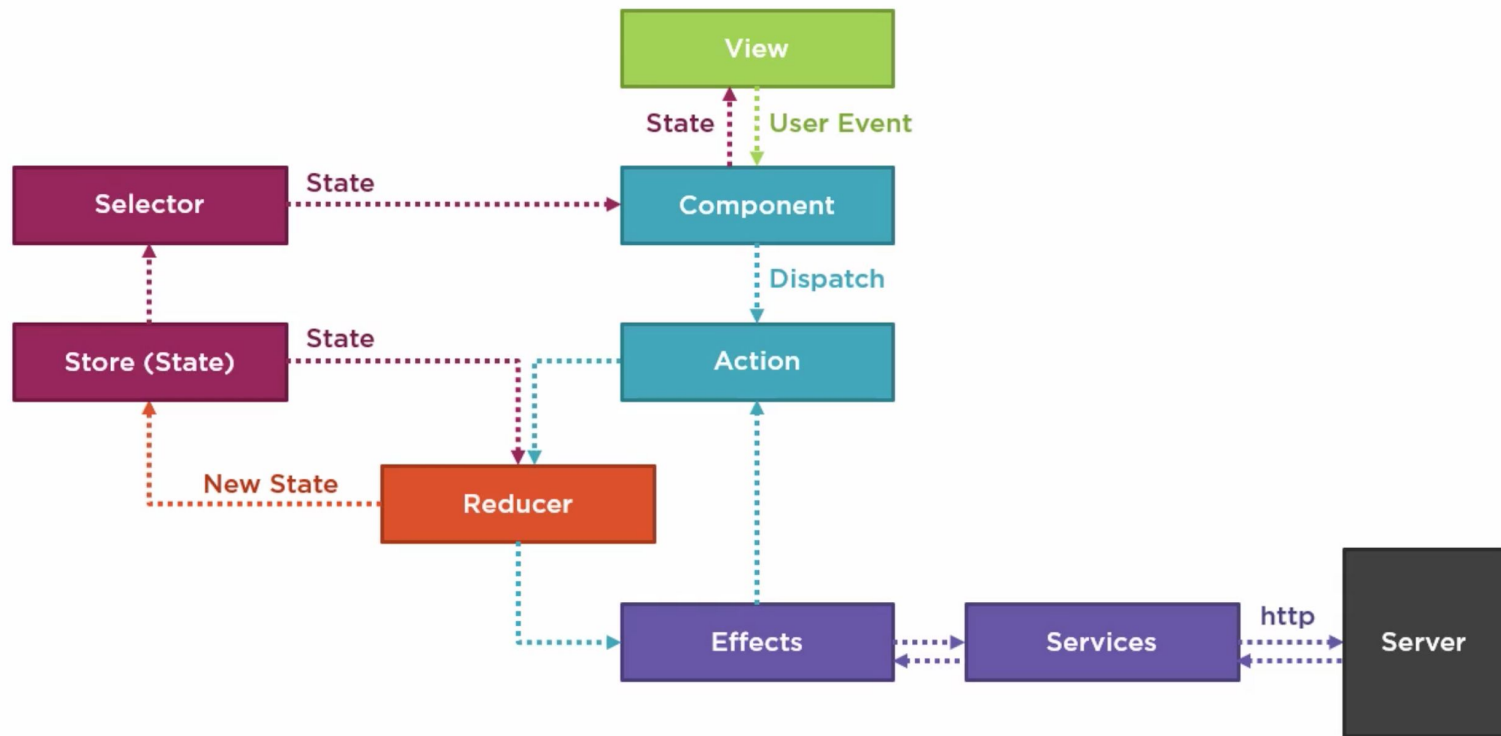 View
State
User Event
Selector
State
Component
Dispatch
Store (State)
State
Action
New State
Reducer
Effects
Services
http
Server